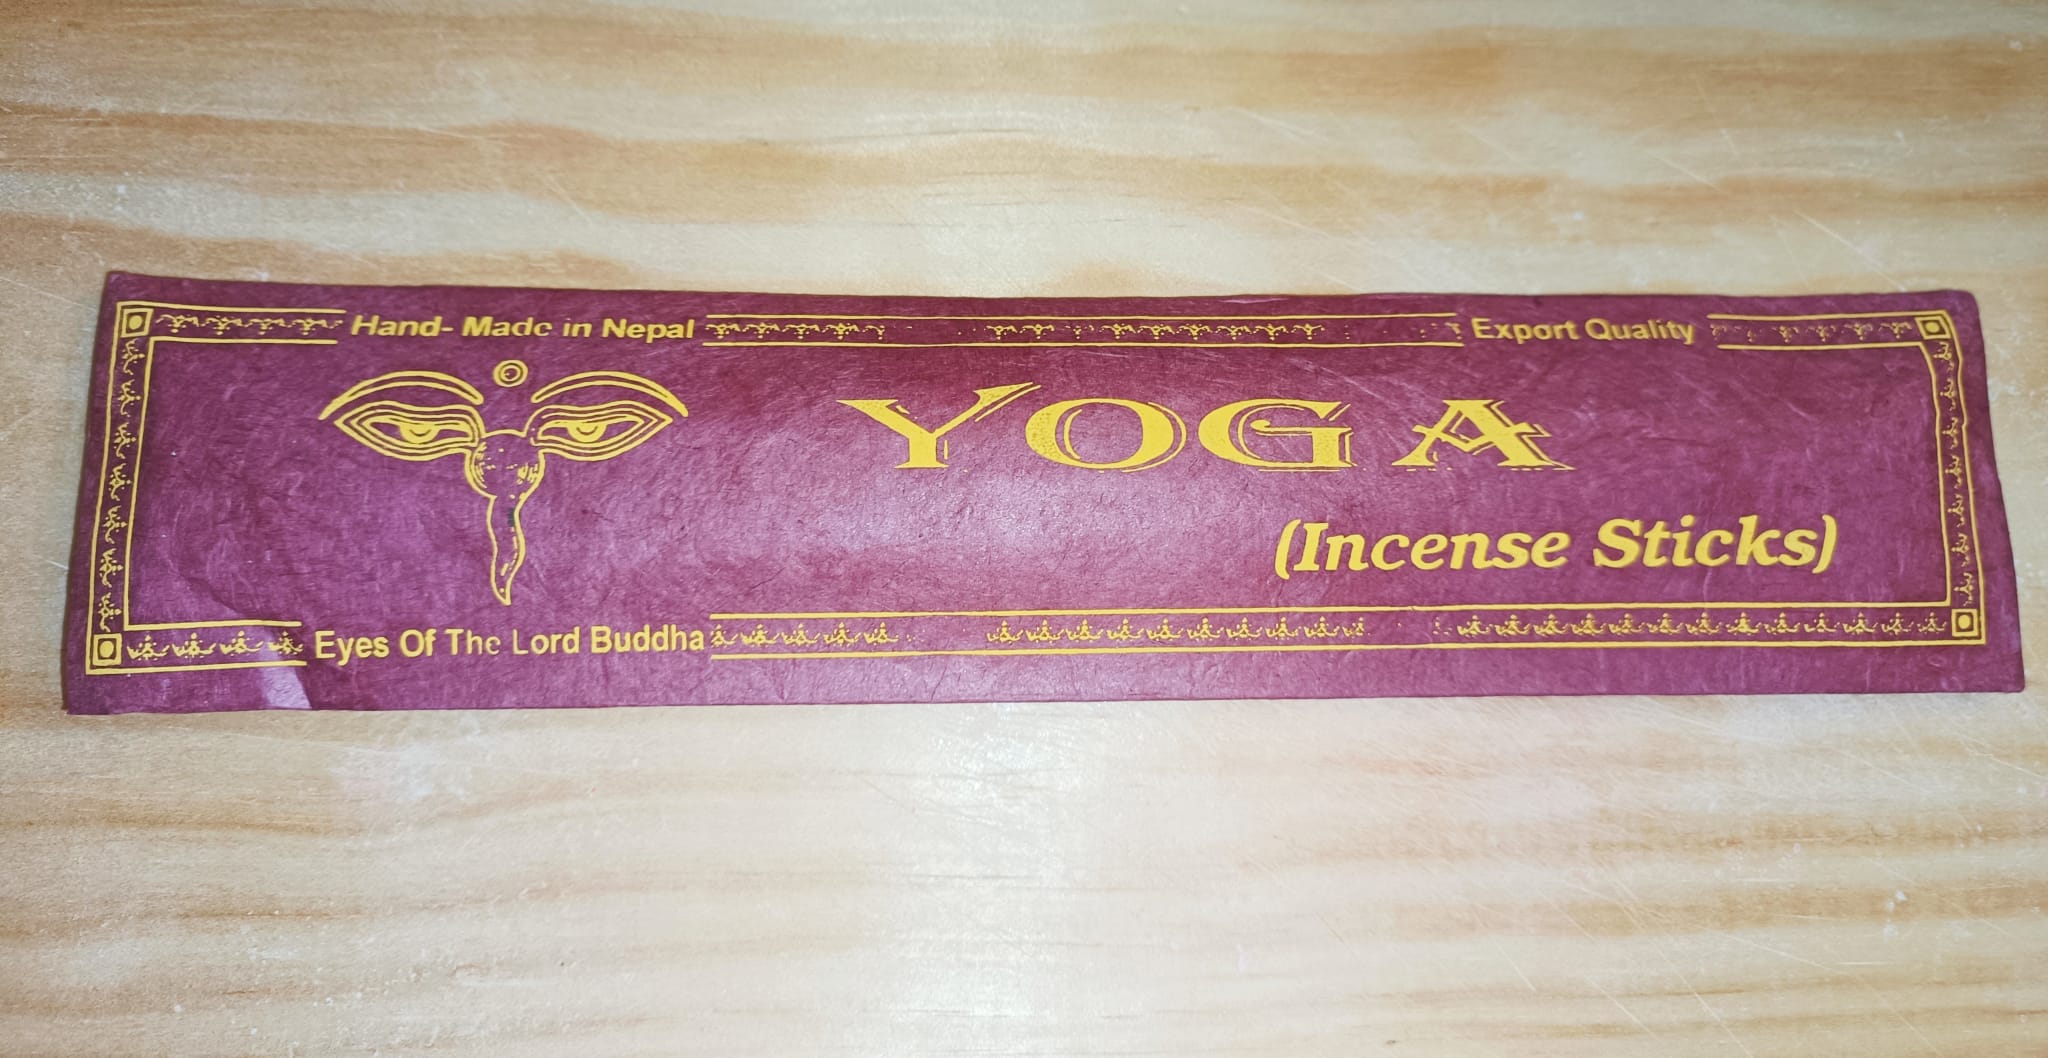 Hand- Made in Nepal
Export Quality
YOGA
(Incense Sticks)
Eyes Of The Lord Buddha